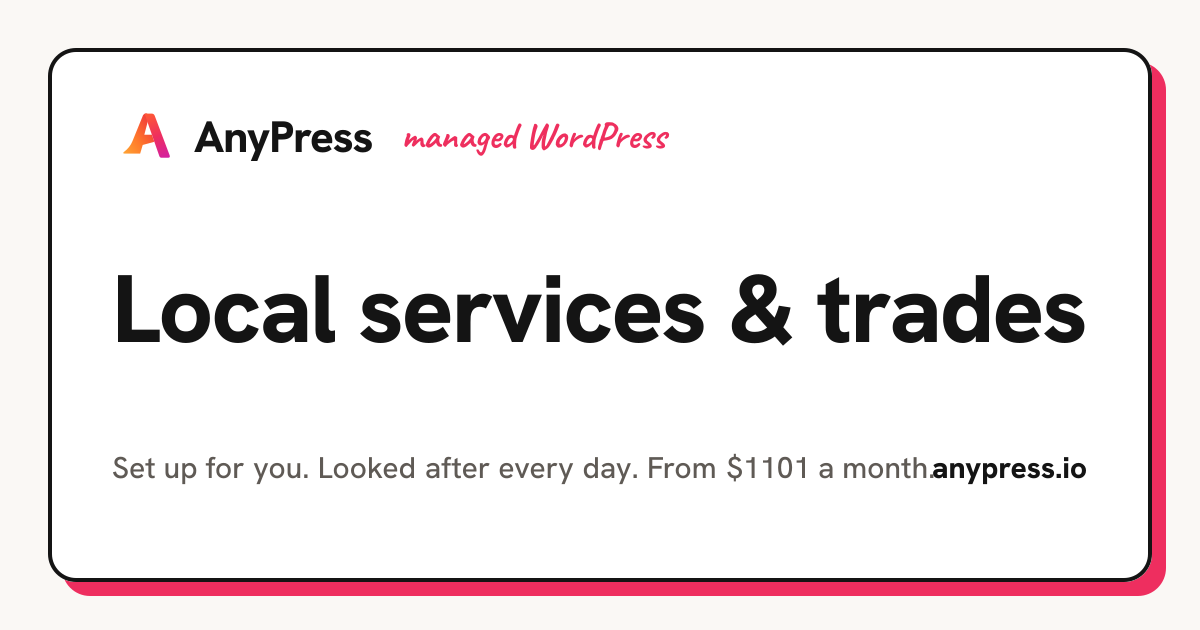 AnyPress managed WordPress
Local services & trades
Set up for you. Looked after every day. From $1101 a month.anypress.io